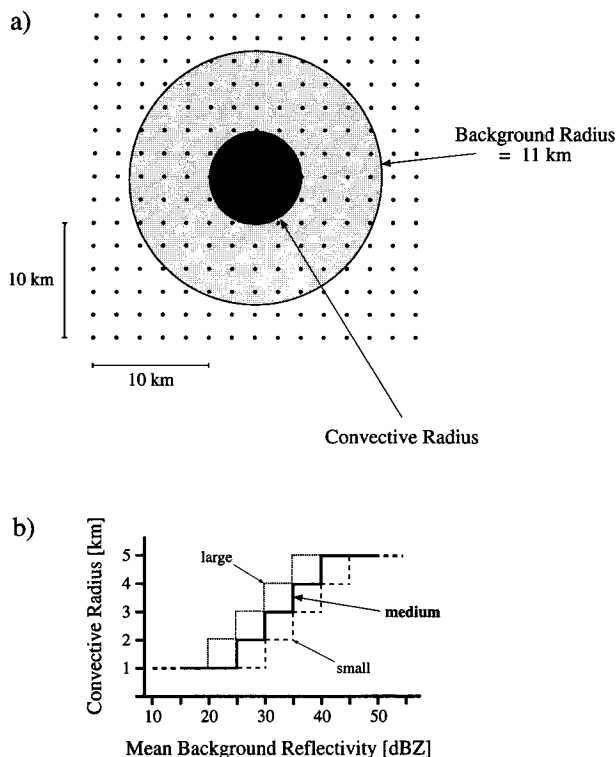 a)
Background Radius
= 11 km
10 km
10 km
Convective Radius
b)
Convective Radius [km]
5
4
3
2
1
large
medium
small
10 20 30 40 50
Mean Background Reflectivity [dBZ]